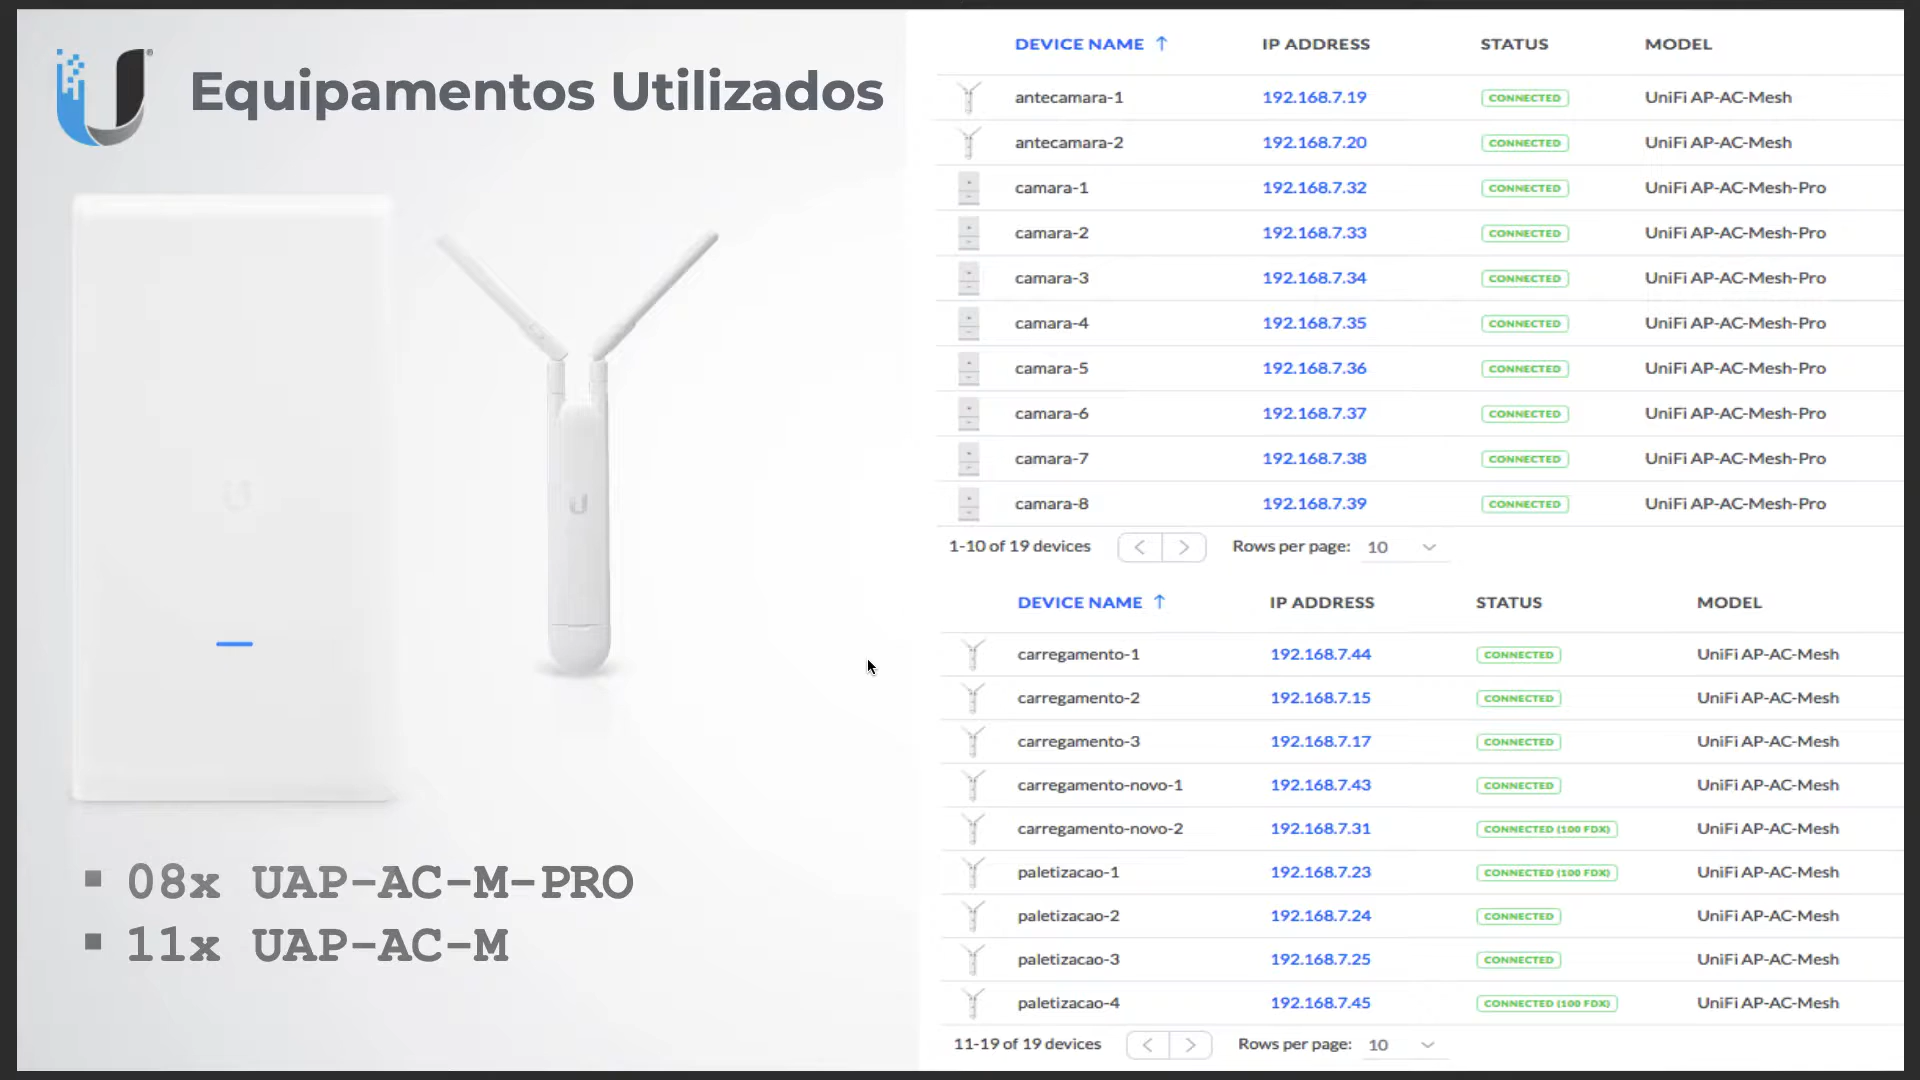 Equipamentos Utilizados
08x UAP-AC-M-PRO
11x UAP-AC-M
DEVICE NAME ↑ IP ADDRESS STATUS MODEL
antecamara-1 192.168.7.19 CONNECTED UniFi AP-AC-Mesh
antecamara-2 192.168.7.20 CONNECTED UniFi AP-AC-Mesh
camara-1 192.168.7.32 CONNECTED UniFi AP-AC-Mesh-Pro
camara-2 192.168.7.33 CONNECTED UniFi AP-AC-Mesh-Pro
camara-3 192.168.7.34 CONNECTED UniFi AP-AC-Mesh-Pro
camara-4 192.168.7.35 CONNECTED UniFi AP-AC-Mesh-Pro
camara-5 192.168.7.36 CONNECTED UniFi AP-AC-Mesh-Pro
camara-6 192.168.7.37 CONNECTED UniFi AP-AC-Mesh-Pro
camara-7 192.168.7.38 CONNECTED UniFi AP-AC-Mesh-Pro
camara-8 192.168.7.39 CONNECTED UniFi AP-AC-Mesh-Pro
1-10 of 19 devices < > Rows per page: 10
DEVICE NAME ↑ IP ADDRESS STATUS MODEL
carregamento-1 192.168.7.44 CONNECTED UniFi AP-AC-Mesh
carregamento-2 192.168.7.15 CONNECTED UniFi AP-AC-Mesh
carregamento-3 192.168.7.17 CONNECTED UniFi AP-AC-Mesh
carregamento-novo-1 192.168.7.43 CONNECTED UniFi AP-AC-Mesh
carregamento-novo-2 192.168.7.31 CONNECTED (100 FDX) UniFi AP-AC-Mesh
paletizacao-1 192.168.7.23 CONNECTED (100 FDX) UniFi AP-AC-Mesh
paletizacao-2 192.168.7.24 CONNECTED UniFi AP-AC-Mesh
paletizacao-3 192.168.7.25 CONNECTED UniFi AP-AC-Mesh
paletizacao-4 192.168.7.45 CONNECTED (100 FDX) UniFi AP-AC-Mesh
11-19 of 19 devices < > Rows per page: 10